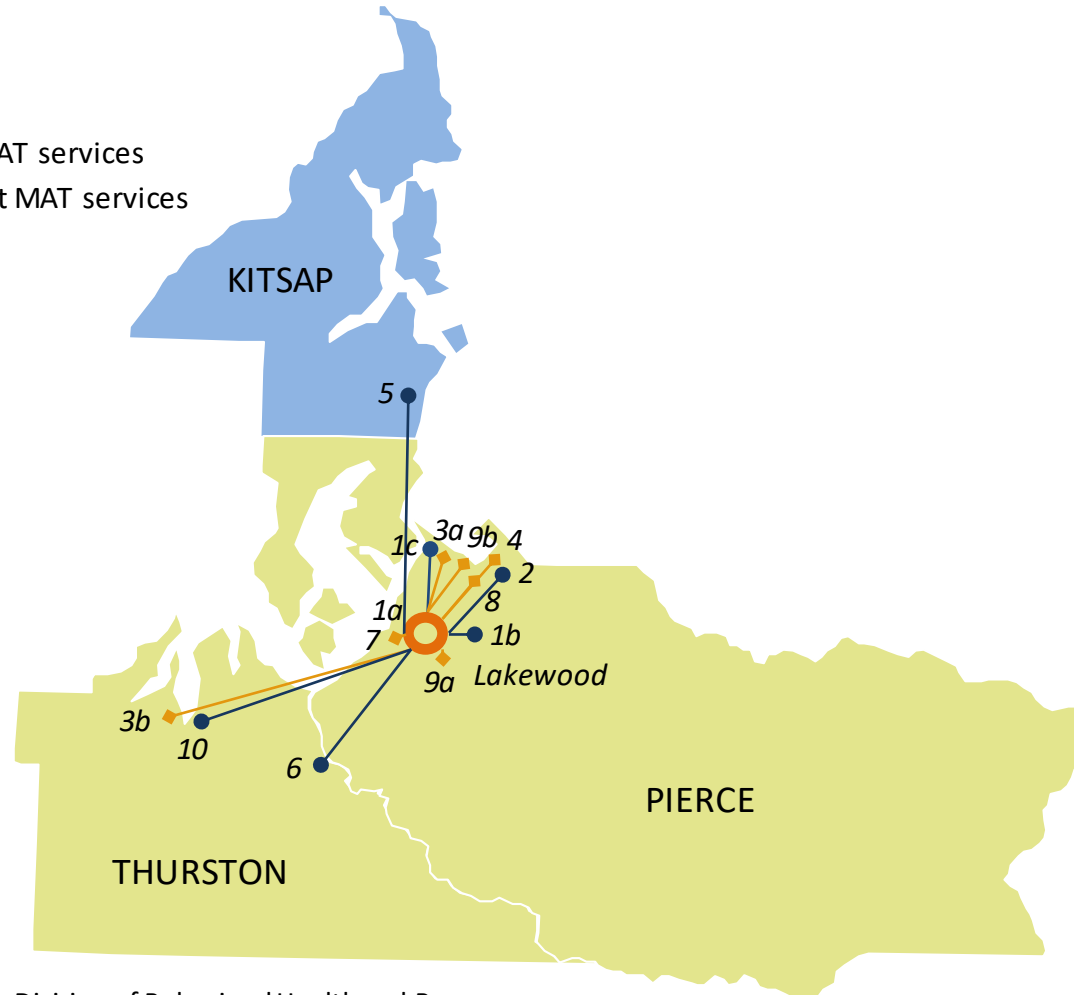 AT services
t MAT services
KITSAP
5
3a
9b
4
1c
2
8
1a
7
1b
9a
Lakewood
3b
10
6
PIERCE
THURSTON